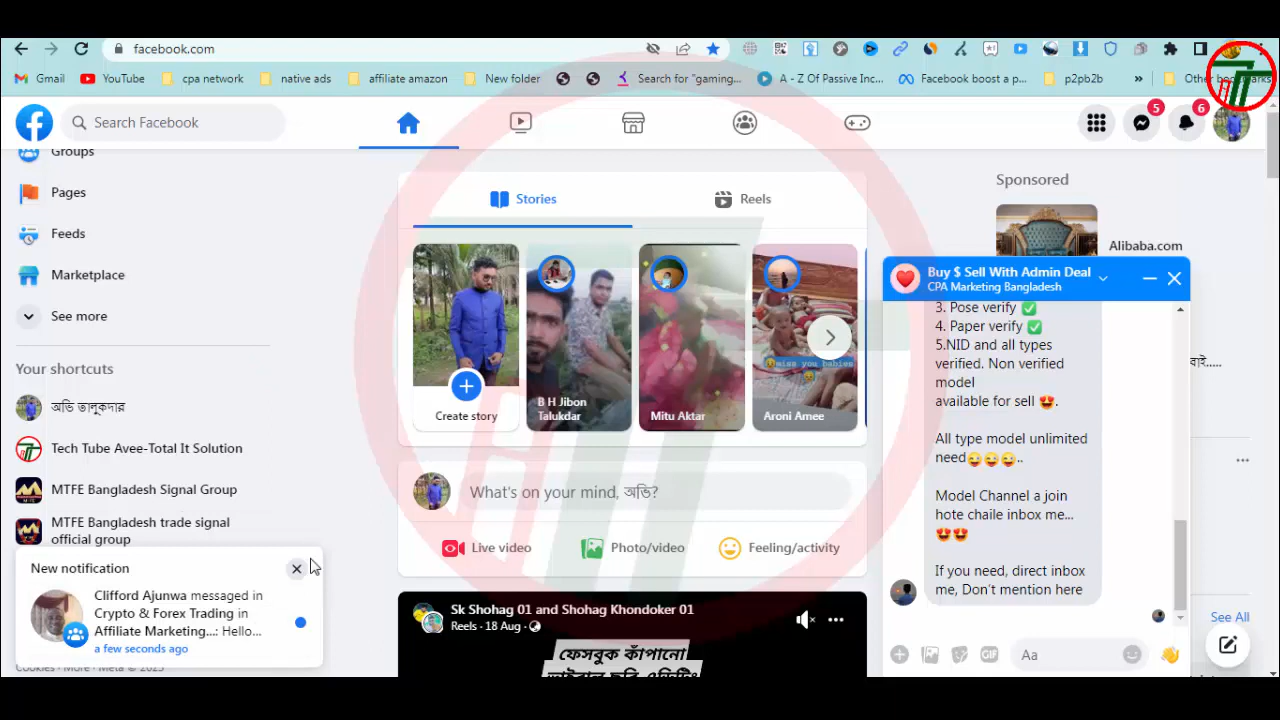 facebook.com
Gmail
YouTube
cpa network
native ads
affiliate amazon
New folder
Search for "gaming...
A - Z Of Passive Inc...
Facebook boost a p...
p2pb2b
»
Search Facebook
5
6
Groups
Pages
Feeds
Marketplace
See more
Your shortcuts
অভি তালুকদার
Tech Tube Avee-Total It Solution
MTFE Bangladesh Signal Group
MTFE Bangladesh trade signal
official group
New notification
Clifford Ajunwa messaged in
Crypto & Forex Trading in
Affiliate Marketing...: Hello...
a few seconds ago
Stories
Reels
Create story
B H Jibon
Talukdar
Mitu Aktar
miss you babies
Aroni Amee
What's on your mind, অভি?
Live video
Photo/video
Feeling/activity
Sk Shohag 01 and Shohag Khondoker 01
Reels · 18 Aug ·
ফেসবুক কাঁপানো
Sponsored
Alibaba.com
Buy $ Sell With Admin Deal
CPA Marketing Bangladesh
3. Pose verify ✅
4. Paper verify ✅
5.NID and all types
verified. Non verified
model
available for sell 😍.
All type model unlimited
need😜😜😜..
Model Channel a join
hote chaile inbox me...
😍😍
If you need, direct inbox
me, Don't mention here
Aa
GIF
See All